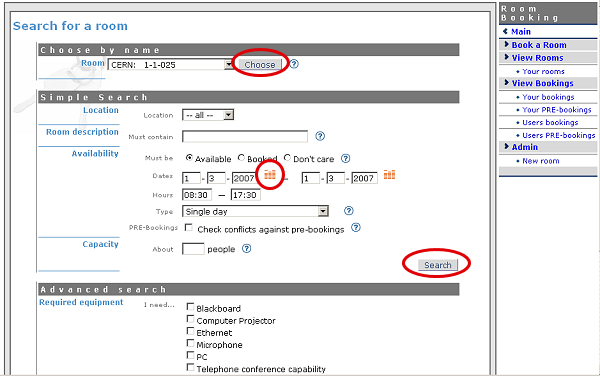 Search for a room
Choose by name
Room CERN: 1-1-025 Choose ?
Simple Search
Location Location -- all --
Room description Must contain ?
Availability Must be Available Booked Don't care ?
Dates 1 - 3 - 2007 – 1 - 3 - 2007 ?
Hours 08:30 — 17:30
Type Single day ?
PRE-Bookings Check conflicts against pre-bookings ?
Capacity About people ?
Search
Advanced search
Required equipment I need... Blackboard
Computer Projector
Ethernet
Microphone
PC
Telephone conference capability
Room
Booking
Main
Book a Room
View Rooms
• Your rooms
View Bookings
• Your bookings
• Your PRE-bookings
• Users bookings
• Users PRE-bookings
Admin
• New room